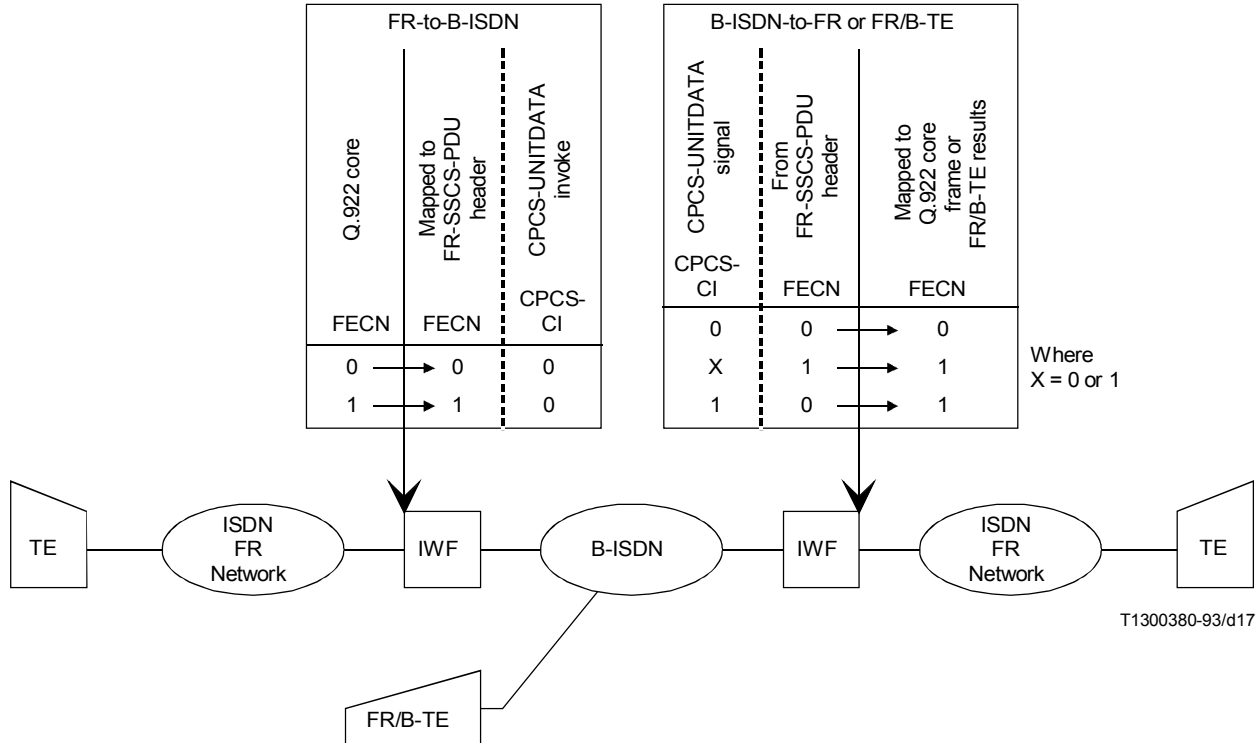 FR-to-B-ISDN
Q.922 core
Mapped to
FR-SSCS-PDU
header
CPCS-UNITDATA
invoke
FECN
FECN
CPCS-
CI
0 0 0
1 1 0
B-ISDN-to-FR or FR/B-TE
CPCS-UNITDATA
signal
From
FR-SSCS-PDU
header
Mapped to
Q.922 core
frame or
FR/B-TE results
CPCS-
CI
FECN
FECN
0 0 0
X 1 1
1 0 1
Where
X = 0 or 1
TE
ISDN
FR
Network
IWF
B-ISDN
IWF
ISDN
FR
Network
TE
T1300380-93/d17
FR/B-TE